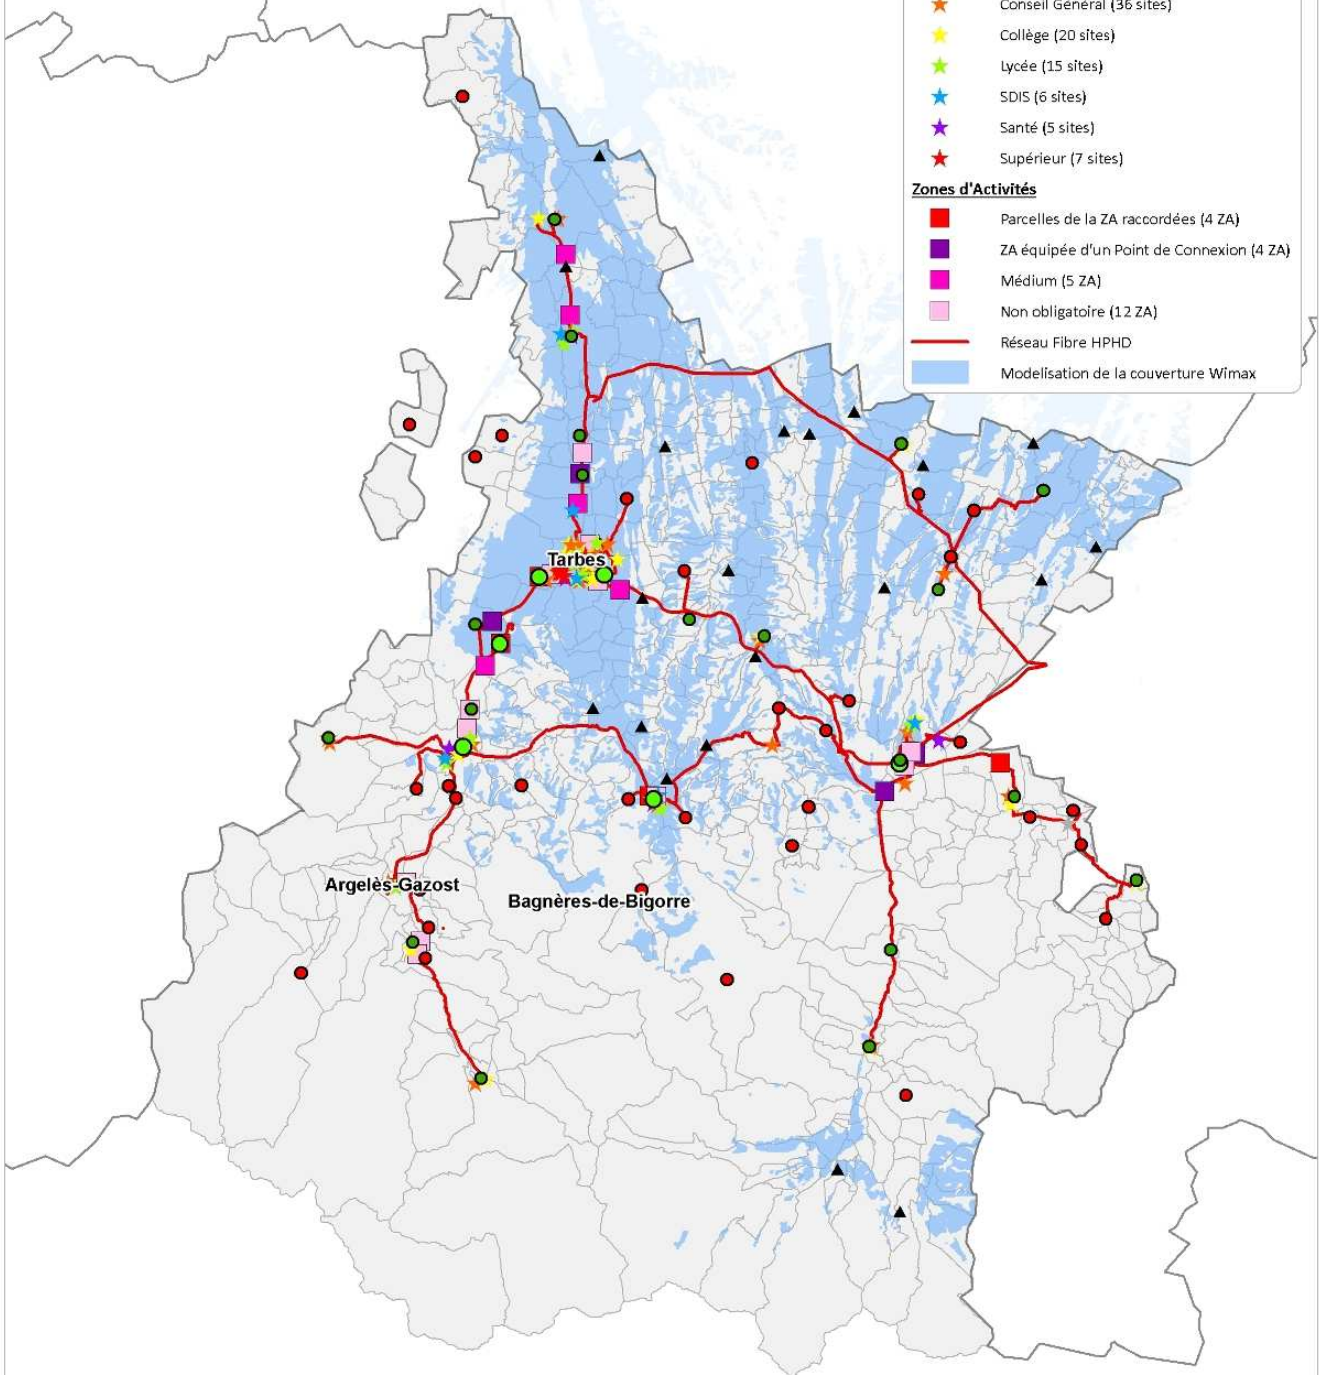 Conseil Général (36 sites)
Collège (20 sites)
Lycée (15 sites)
SDIS (6 sites)
Santé (5 sites)
Supérieur (7 sites)
Zones d'Activités
Parcelles de la ZA raccordées (4 ZA)
ZA équipée d'un Point de Connexion (4 ZA)
Médium (5 ZA)
Non obligatoire (12 ZA)
Réseau Fibre HPHD
Modelisation de la couverture Wimax
Tarbes
Argelès-Gazost
Bagnères-de-Bigorre